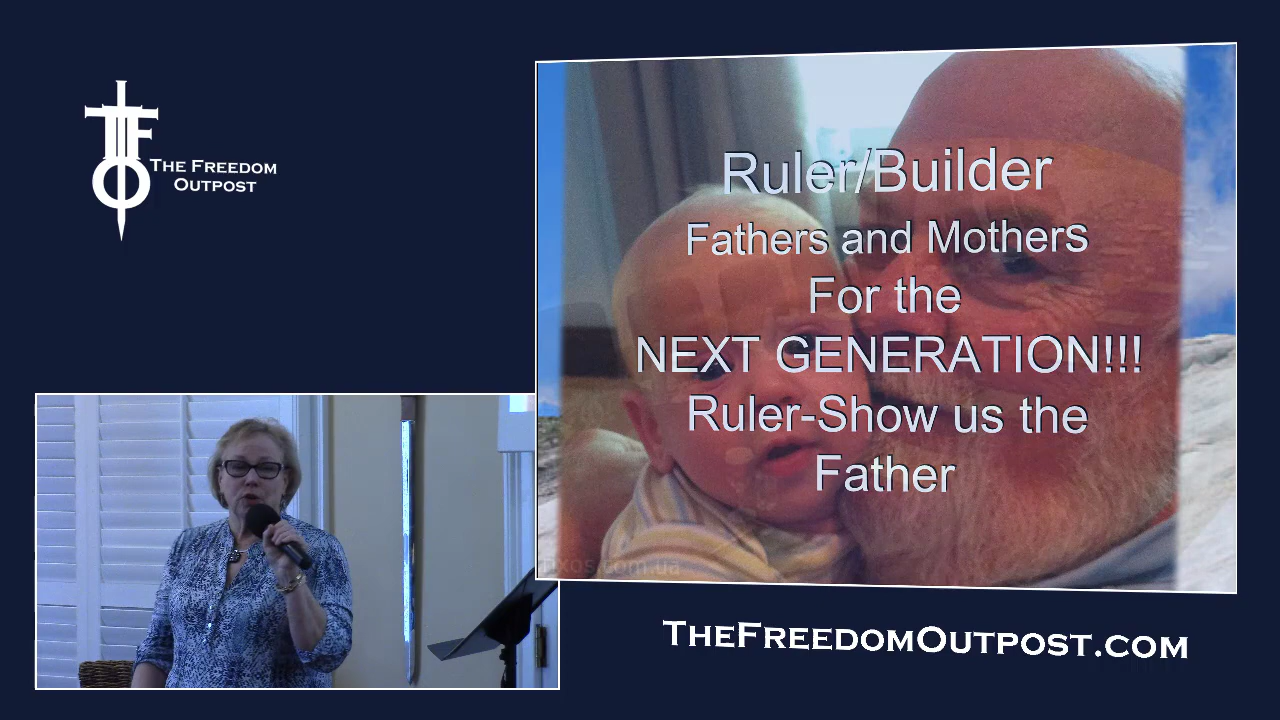 The Freedom
Outpost
Ruler/Builder
Fathers and Mothers
For the
NEXT GENERATION!!!
Ruler-Show us the
Father
TheFreedomOutpost.com